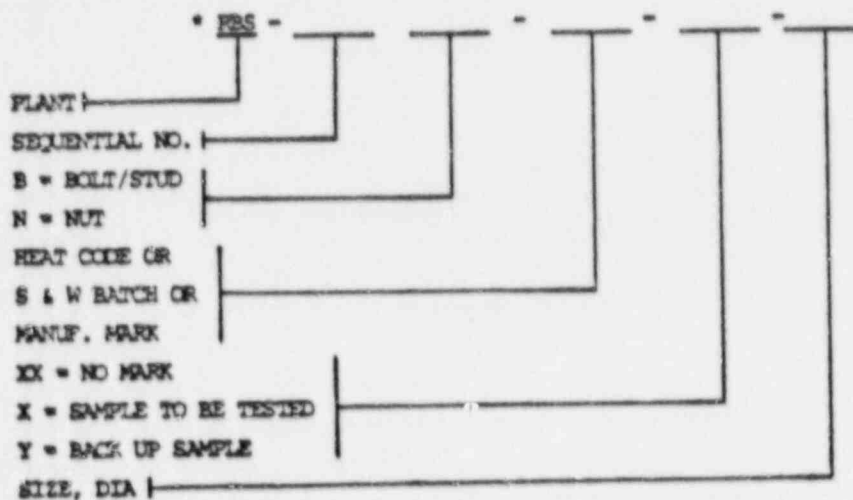 * RBS - ___ ___ - ___ - ___ - ___
PLANT
SEQUENTIAL NO.
B = BOLT/STUD
N = NUT
HEAT CODE OR
S & W BATCH OR
MANUF. MARK
XX = NO MARK
X = SAMPLE TO BE TESTED
Y = BACK UP SAMPLE
SIZE, DIA